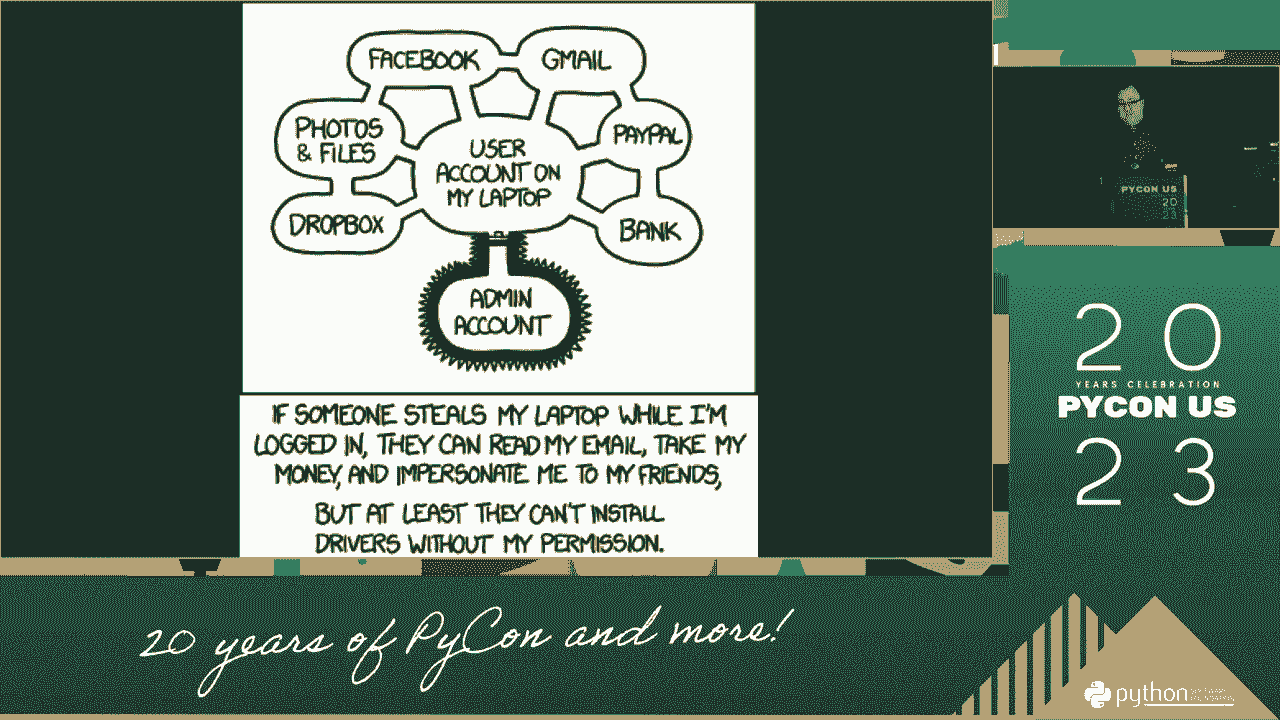 FACEBOOK
GMAIL
PHOTOS
& FILES
USER
ACCOUNT ON
MY LAPTOP
PAYPAL
DROPBOX
BANK
ADMIN
ACCOUNT
IF SOMEONE STEALS MY LAPTOP WHILE I'M
LOGGED IN, THEY CAN READ MY EMAIL, TAKE MY
MONEY, AND IMPERSONATE ME TO MY FRIENDS,
BUT AT LEAST THEY CAN'T INSTALL
DRIVERS WITHOUT MY PERMISSION.
PYCON US
20
23
20
YEARS CELEBRATION
PYCON US
23
20 years of PyCon and more!
python